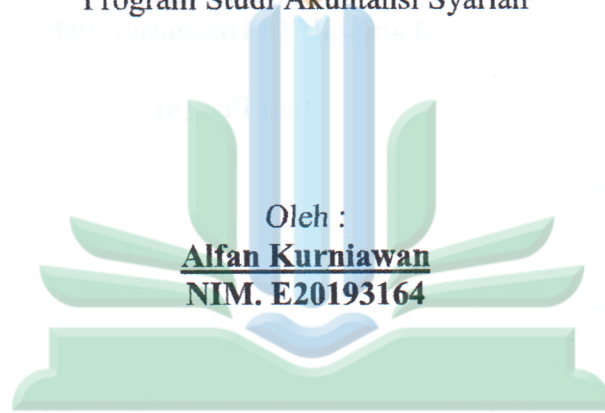 Program Studi Akuntansi Syariah
Oleh :
Alfan Kurniawan
NIM. E20193164